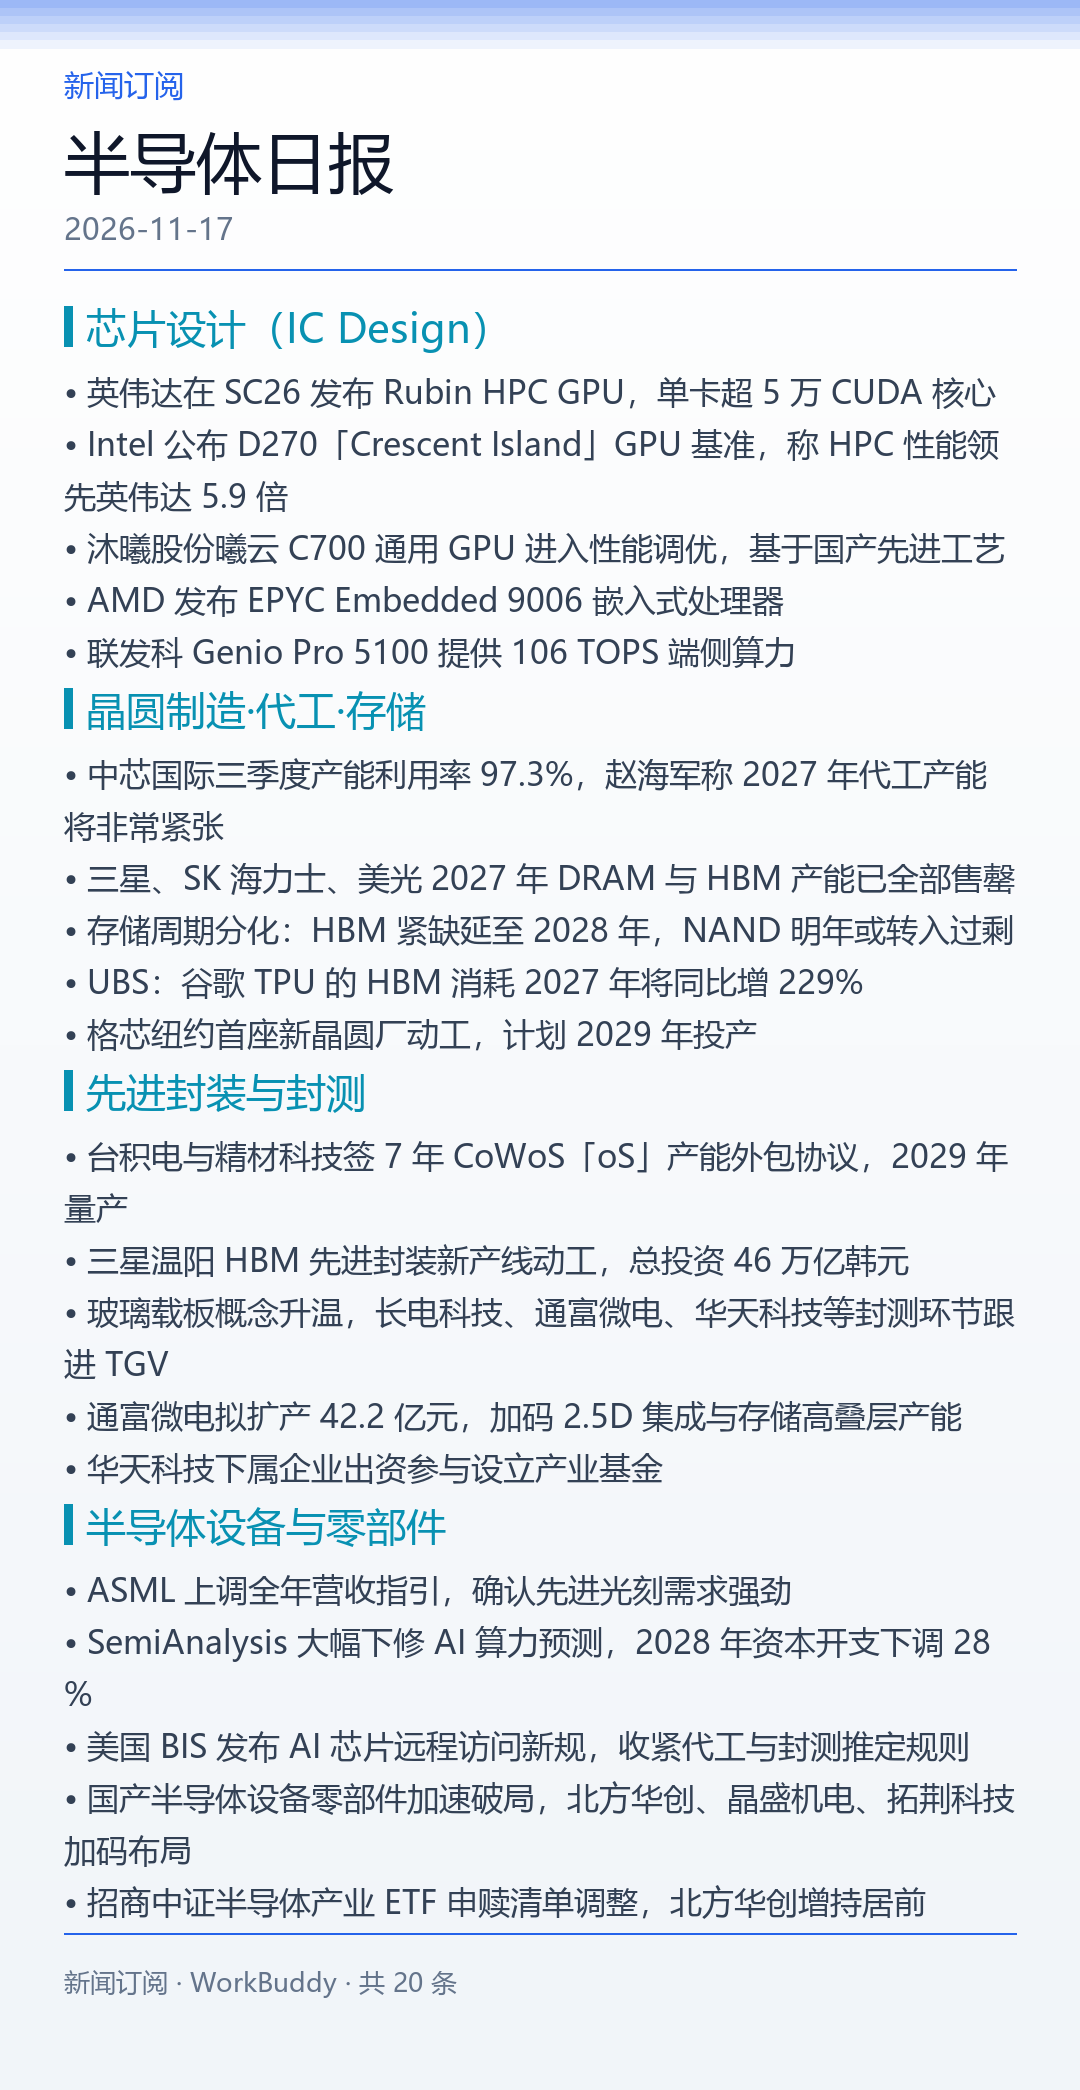 新闻订阅
半导体日报
2026-11-17
芯片设计（IC Design）
• 英伟达在 SC26 发布 Rubin HPC GPU，单卡超 5 万 CUDA 核心
• Intel 公布 D270「Crescent Island」GPU 基准，称 HPC 性能领
先英伟达 5.9 倍
• 沐曦股份曦云 C700 通用 GPU 进入性能调优，基于国产先进工艺
• AMD 发布 EPYC Embedded 9006 嵌入式处理器
• 联发科 Genio Pro 5100 提供 106 TOPS 端侧算力
晶圆制造·代工·存储
• 中芯国际三季度产能利用率 97.3%，赵海军称 2027 年代工产能
将非常紧张
• 三星、SK 海力士、美光 2027 年 DRAM 与 HBM 产能已全部售罄
• 存储周期分化：HBM 紧缺延至 2028 年，NAND 明年或转入过剩
• UBS：谷歌 TPU 的 HBM 消耗 2027 年将同比增 229%
• 格芯纽约首座新晶圆厂动工，计划 2029 年投产
先进封装与封测
• 台积电与精材科技签 7 年 CoWoS「oS」产能外包协议，2029 年
量产
• 三星温阳 HBM 先进封装新产线动工，总投资 46 万亿韩元
• 玻璃载板概念升温，长电科技、通富微电、华天科技等封测环节跟
进 TGV
• 通富微电拟扩产 42.2 亿元，加码 2.5D 集成与存储高叠层产能
• 华天科技下属企业出资参与设立产业基金
半导体设备与零部件
• ASML 上调全年营收指引，确认先进光刻需求强劲
• SemiAnalysis 大幅下修 AI 算力预测，2028 年资本开支下调 28
%
• 美国 BIS 发布 AI 芯片远程访问新规，收紧代工与封测推定规则
• 国产半导体设备零部件加速破局，北方华创、晶盛机电、拓荆科技
加码布局
• 招商中证半导体产业 ETF 申赎清单调整，北方华创增持居前
新闻订阅 · WorkBuddy · 共 20 条